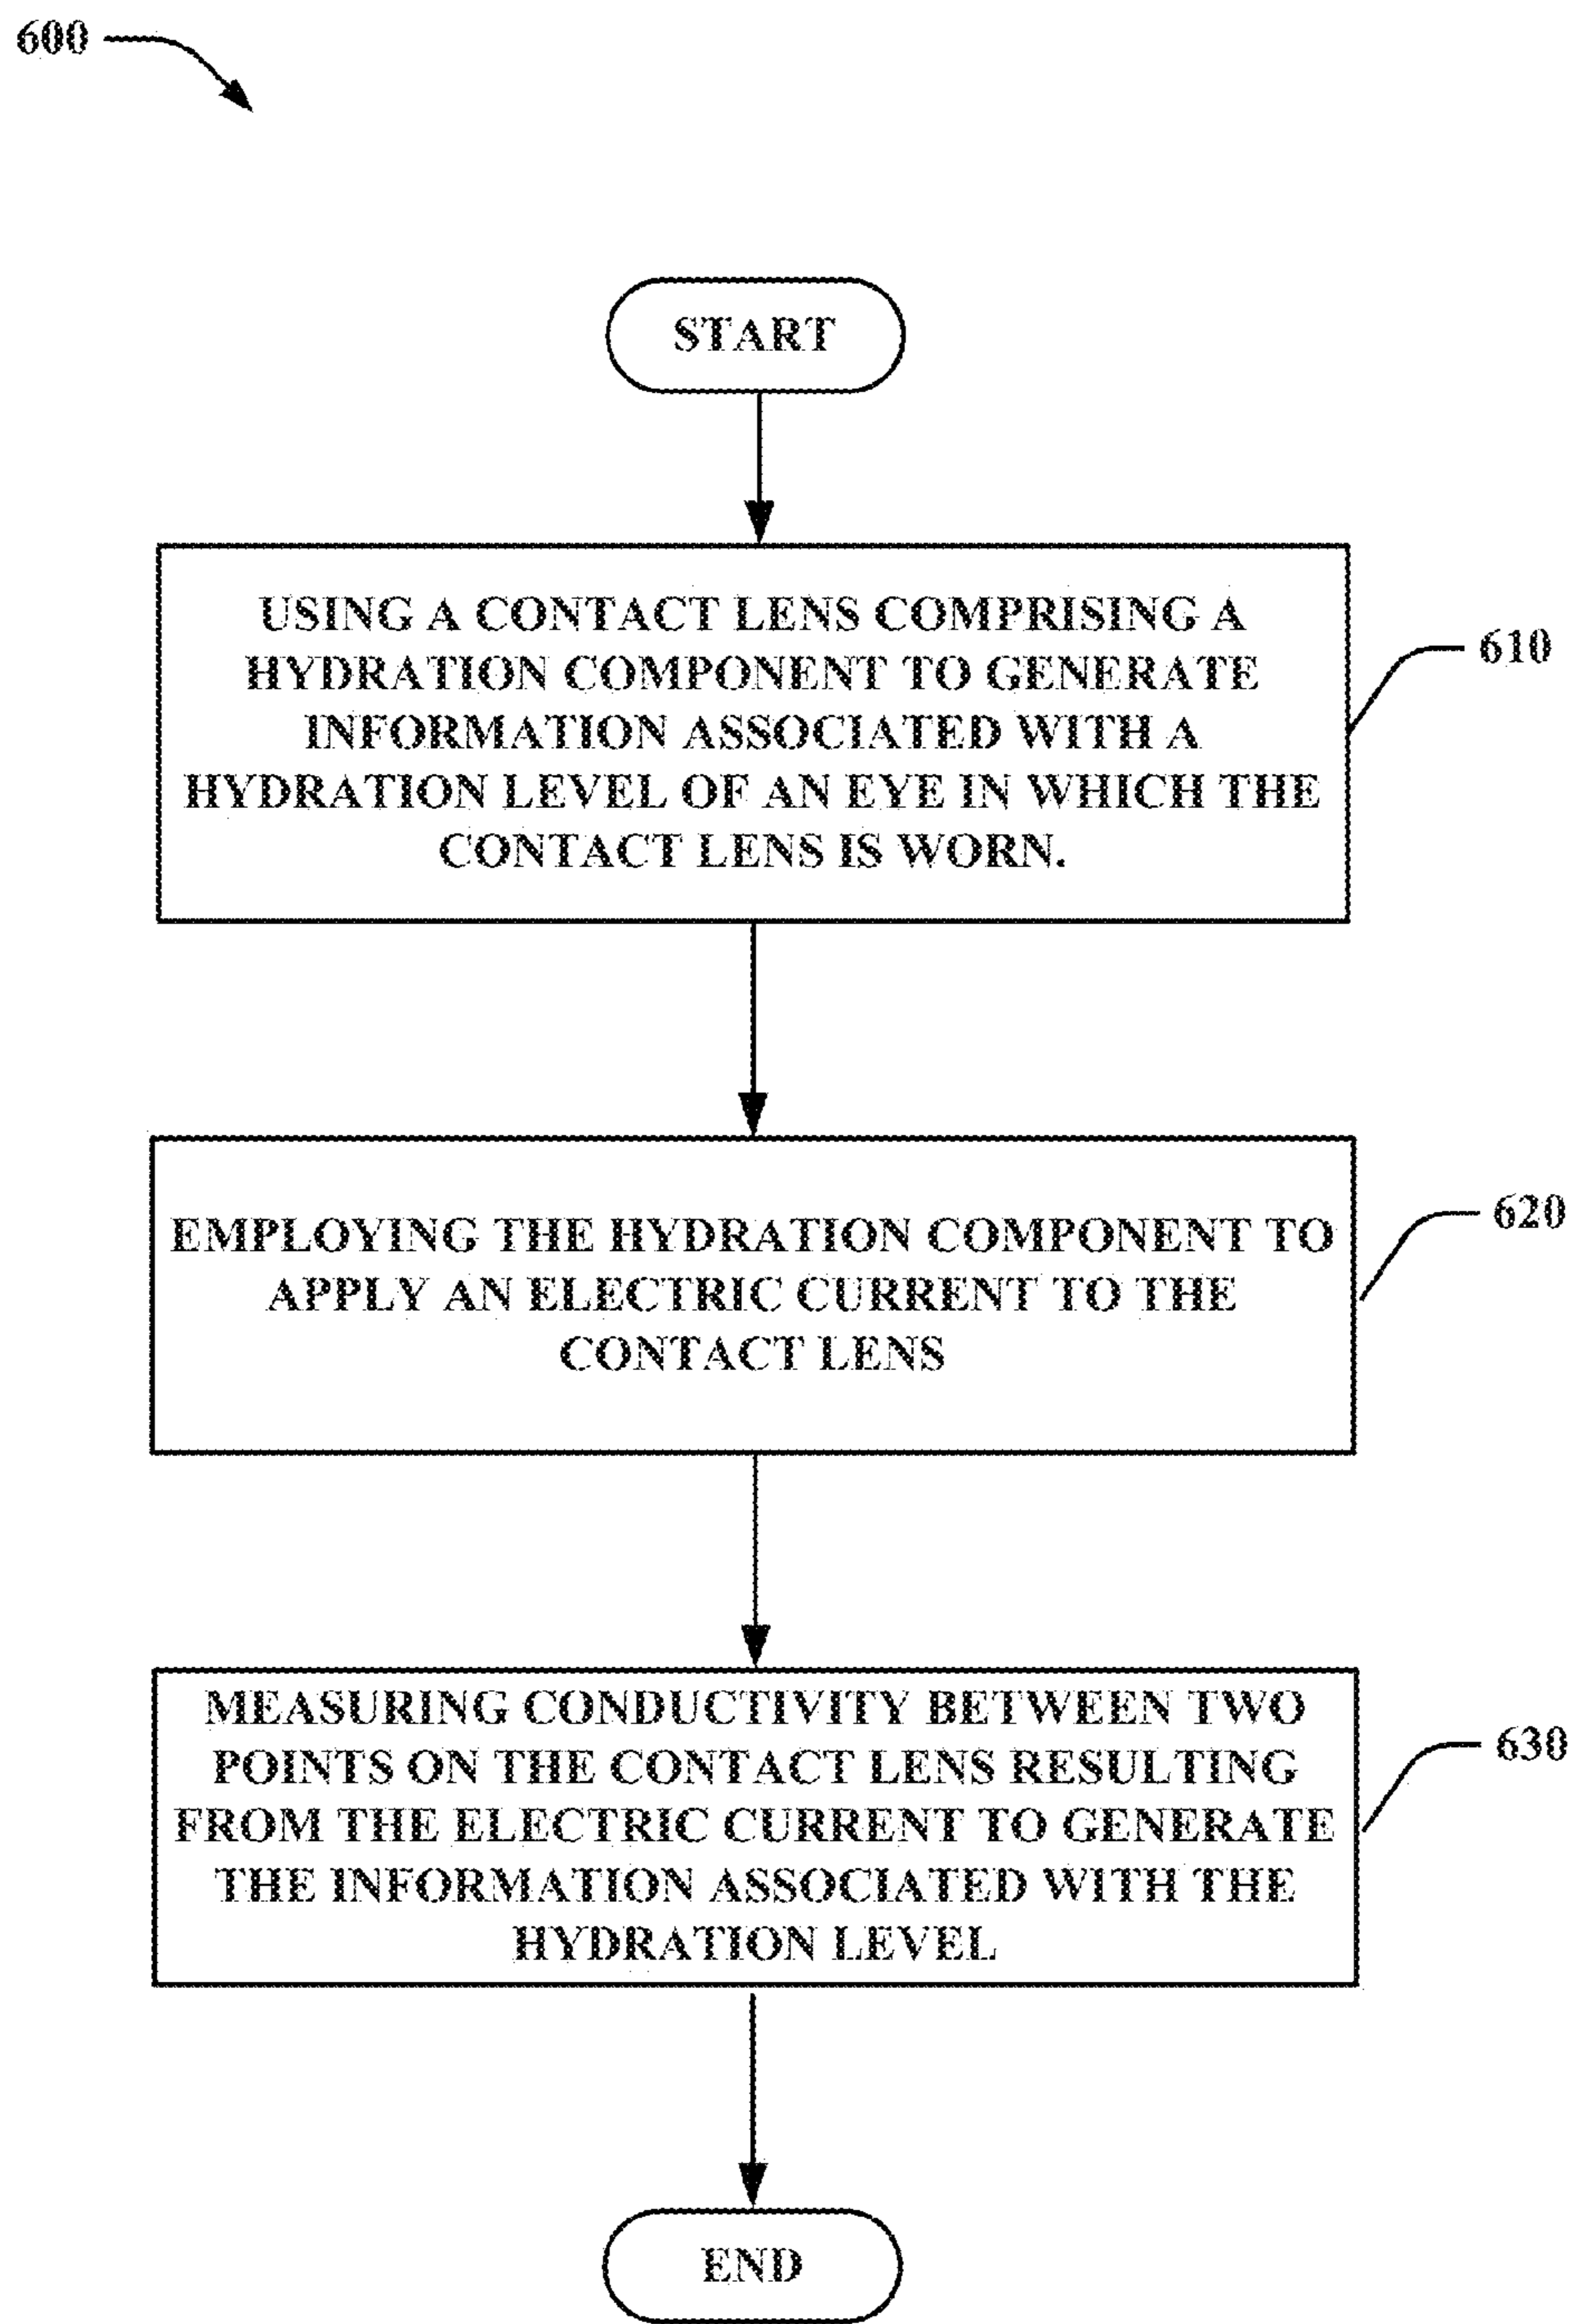 600
START
USING A CONTACT LENS COMPRISING A
HYDRATION COMPONENT TO GENERATE
INFORMATION ASSOCIATED WITH A
HYDRATION LEVEL OF AN EYE IN WHICH THE
CONTACT LENS IS WORN.
610
EMPLOYING THE HYDRATION COMPONENT TO
APPLY AN ELECTRIC CURRENT TO THE
CONTACT LENS
620
MEASURING CONDUCTIVITY BETWEEN TWO
POINTS ON THE CONTACT LENS RESULTING
FROM THE ELECTRIC CURRENT TO GENERATE
THE INFORMATION ASSOCIATED WITH THE
HYDRATION LEVEL
630
END